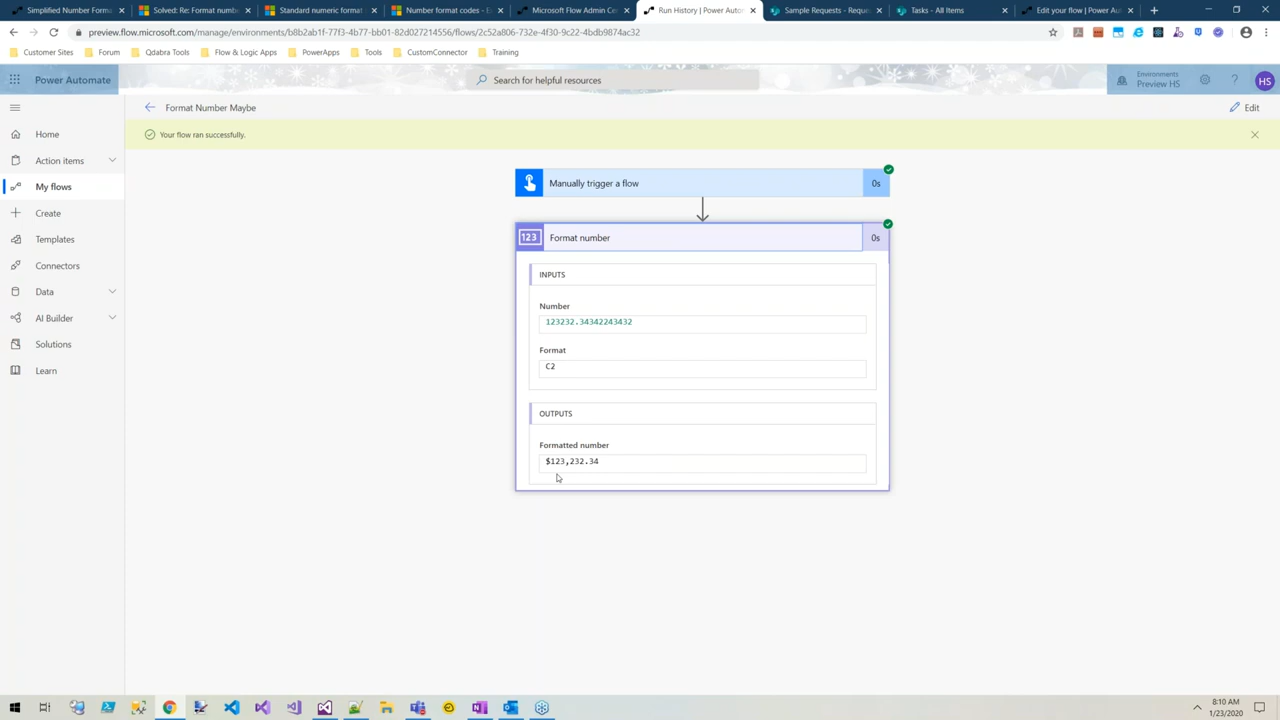 Simplified Number Forma
Solved: Re: Format number
Standard numeric format
Number format codes - E
Microsoft Flow Admin Ce
Run History | Power Autom
Sample Requests - Reque
Tasks - All Items
Edit your flow | Power Aut
preview.flow.microsoft.com/manage/environments/b8b2ab1f-77f3-4b77-bb01-82d027214556/flows/2c52a806-732e-4f30-9c22-4bdb9874ac32
Customer Sites
Forum
Qdabra Tools
Flow & Logic Apps
PowerApps
Tools
CustomConnector
Training
Power Automate
Search for helpful resources
Environments
Preview HS
HS
Format Number Maybe
Edit
Your flow ran successfully.
Home
Action items
My flows
Create
Templates
Connectors
Data
AI Builder
Solutions
Learn
Manually trigger a flow
0s
123
Format number
0s
INPUTS
Number
123232.34342243432
Format
C2
OUTPUTS
Formatted number
$123,232.34
8:10 AM
1/23/2020